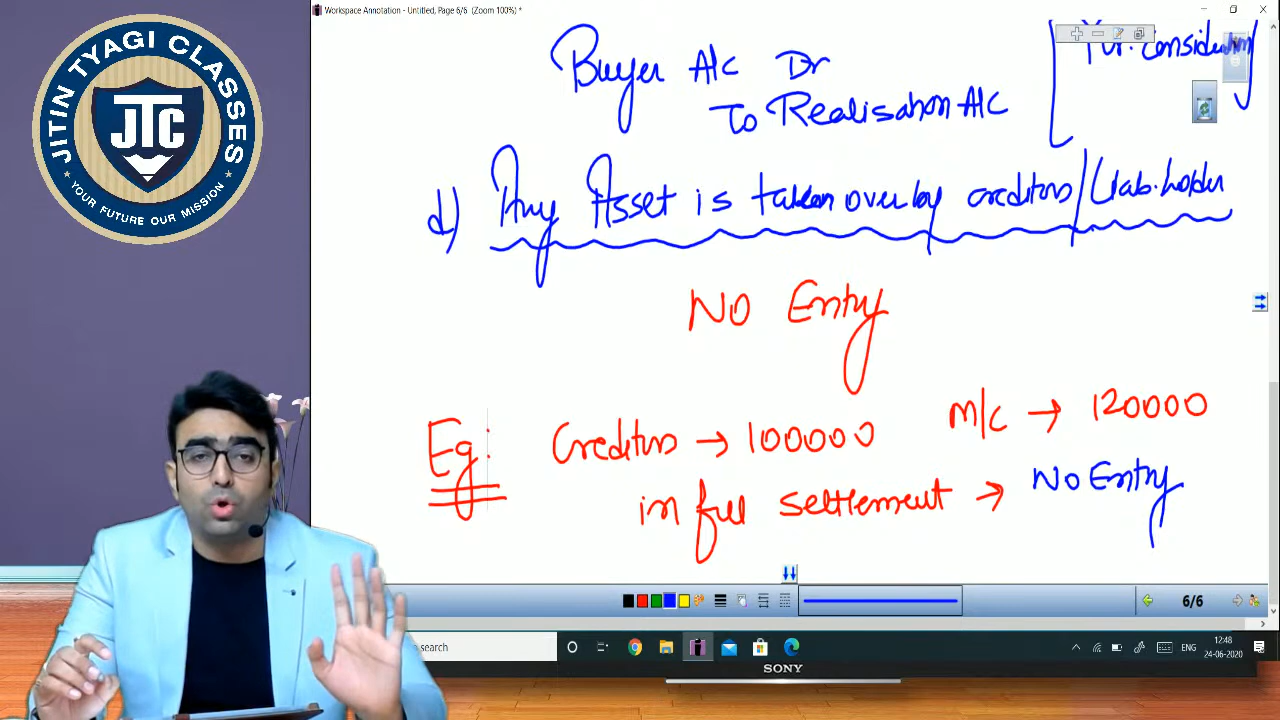 Workspace Annotation - Untitled, Page 6/6 (Zoom 100%) *
JITIN TYAGI CLASSES
JTC
YOUR FUTURE OUR MISSION
Buyer A/c Dr
To Realisation A/c
Pur. Consideration
d) Any Asset is taken over by creditors/Liab. holder
NO Entry
Eg: Creditors → 100000 M/c → 120000
in full settlement → No Entry
6/6
search
ENG
12:48
24-06-2020
SONY